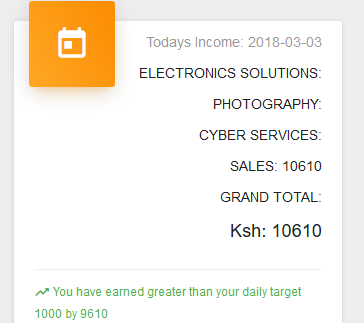 Todays Income: 2018-03-03
ELECTRONICS SOLUTIONS:
PHOTOGRAPHY:
CYBER SERVICES:
SALES: 10610
GRAND TOTAL:
Ksh: 10610
You have earned greater than your daily target
1000 by 9610